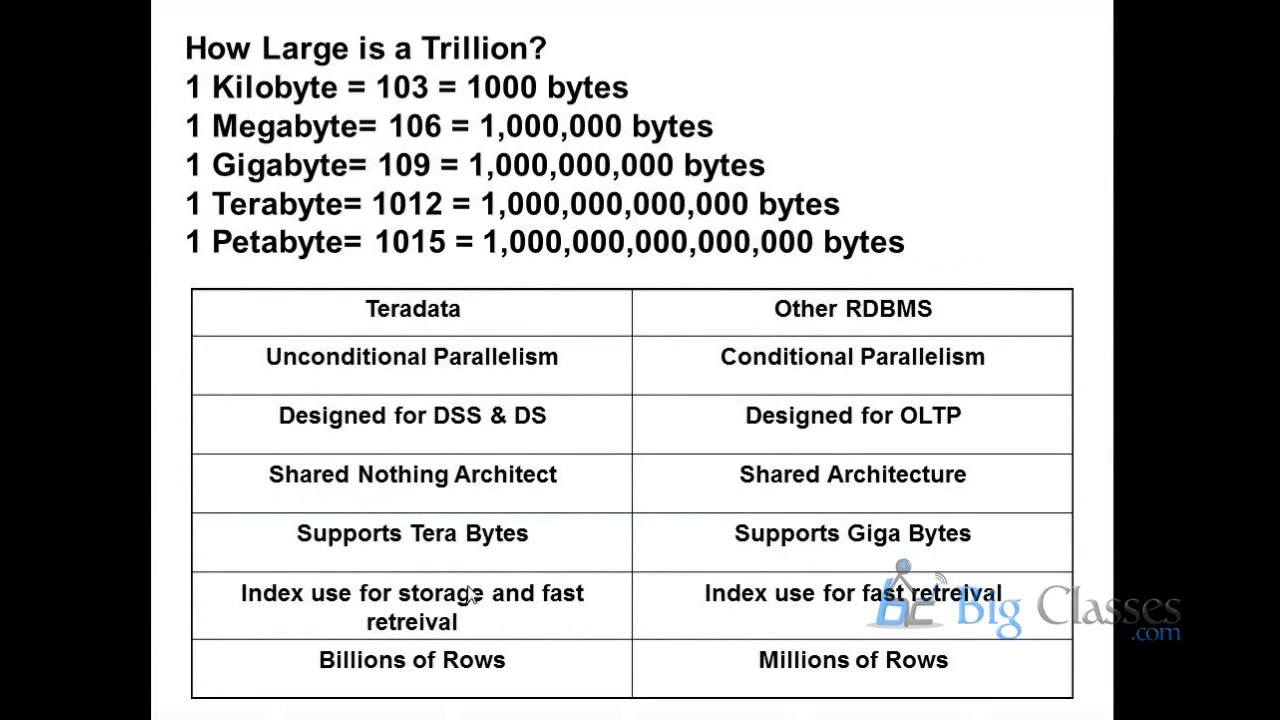 How Large is a Trillion?
1 Kilobyte = 103 = 1000 bytes
1 Megabyte= 106 = 1,000,000 bytes
1 Gigabyte= 109 = 1,000,000,000 bytes
1 Terabyte= 1012 = 1,000,000,000,000 bytes
1 Petabyte= 1015 = 1,000,000,000,000,000 bytes
Teradata Other RDBMS
Unconditional Parallelism Conditional Parallelism
Designed for DSS & DS Designed for OLTP
Shared Nothing Architect Shared Architecture
Supports Tera Bytes Supports Giga Bytes
Index use for storage and fast Index use for fast retreival
retreival
Billions of Rows Millions of Rows
bc Big Classes
.com